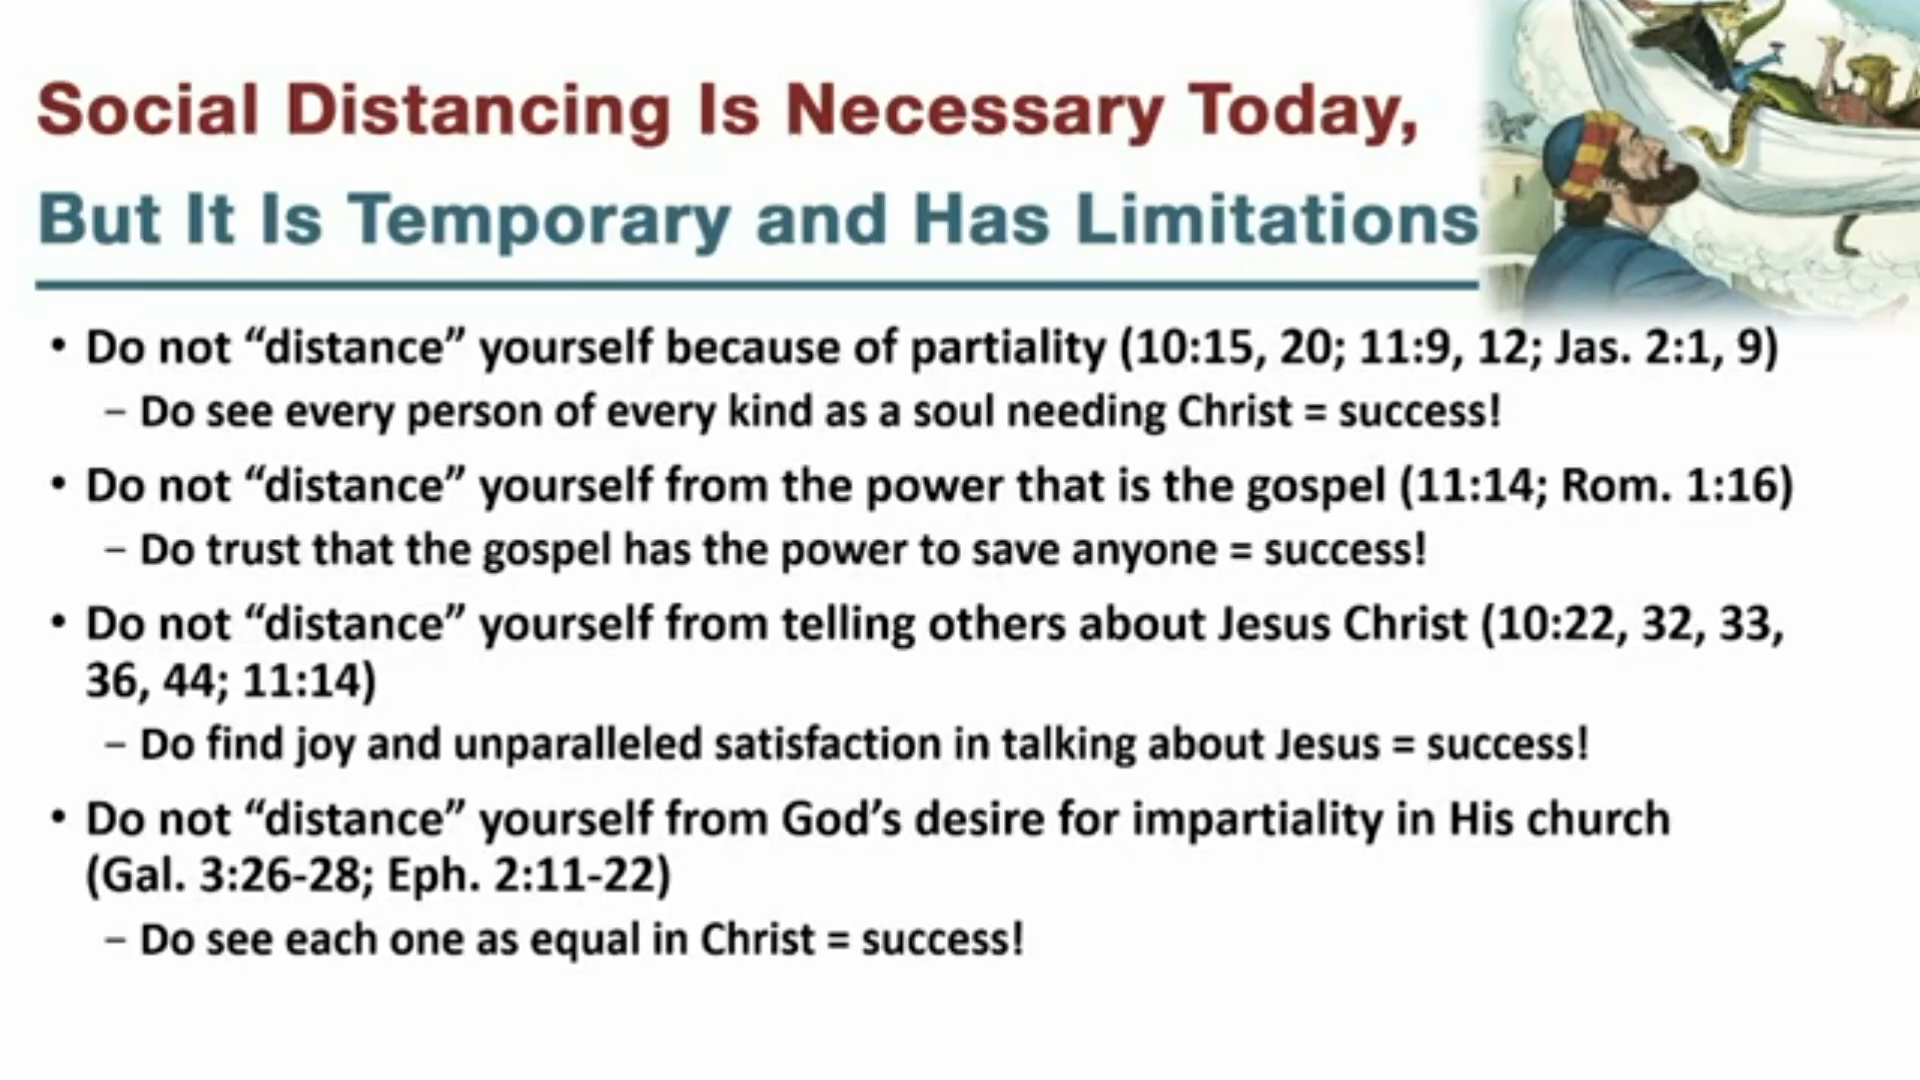 Social Distancing Is Necessary Today,
But It Is Temporary and Has Limitations
• Do not “distance” yourself because of partiality (10:15, 20; 11:9, 12; Jas. 2:1, 9)
– Do see every person of every kind as a soul needing Christ = success!
• Do not “distance” yourself from the power that is the gospel (11:14; Rom. 1:16)
– Do trust that the gospel has the power to save anyone = success!
• Do not “distance” yourself from telling others about Jesus Christ (10:22, 32, 33,
36, 44; 11:14)
– Do find joy and unparalleled satisfaction in talking about Jesus = success!
• Do not “distance” yourself from God’s desire for impartiality in His church
(Gal. 3:26-28; Eph. 2:11-22)
– Do see each one as equal in Christ = success!